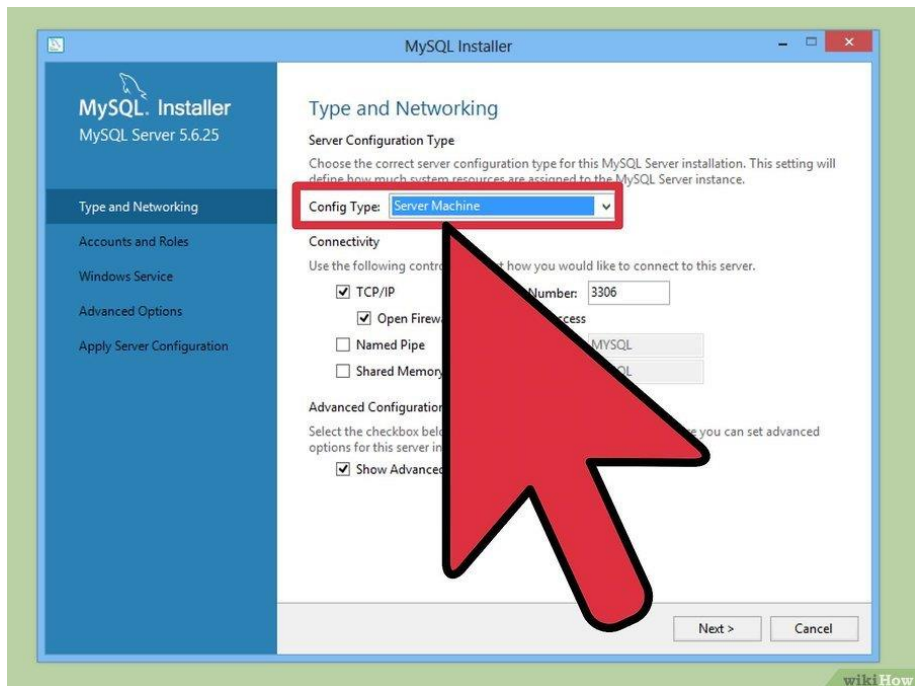 MySQL Installer
MySQL. Installer
MySQL Server 5.6.25
Type and Networking
Accounts and Roles
Windows Service
Advanced Options
Apply Server Configuration
Type and Networking
Server Configuration Type
Choose the correct server configuration type for this MySQL Server installation. This setting will
define how much system resources are assigned to the MySQL Server instance.
Config Type: Server Machine
Connectivity
Use the following how you would like to connect to this server.
TCP/IP Number: 3306
Open
Named Pipe MYSQL
Shared Memory
Advanced Configuration
Select the checkbox you can set advanced
options for this server
Show Advanced
Next > Cancel
wikiHow